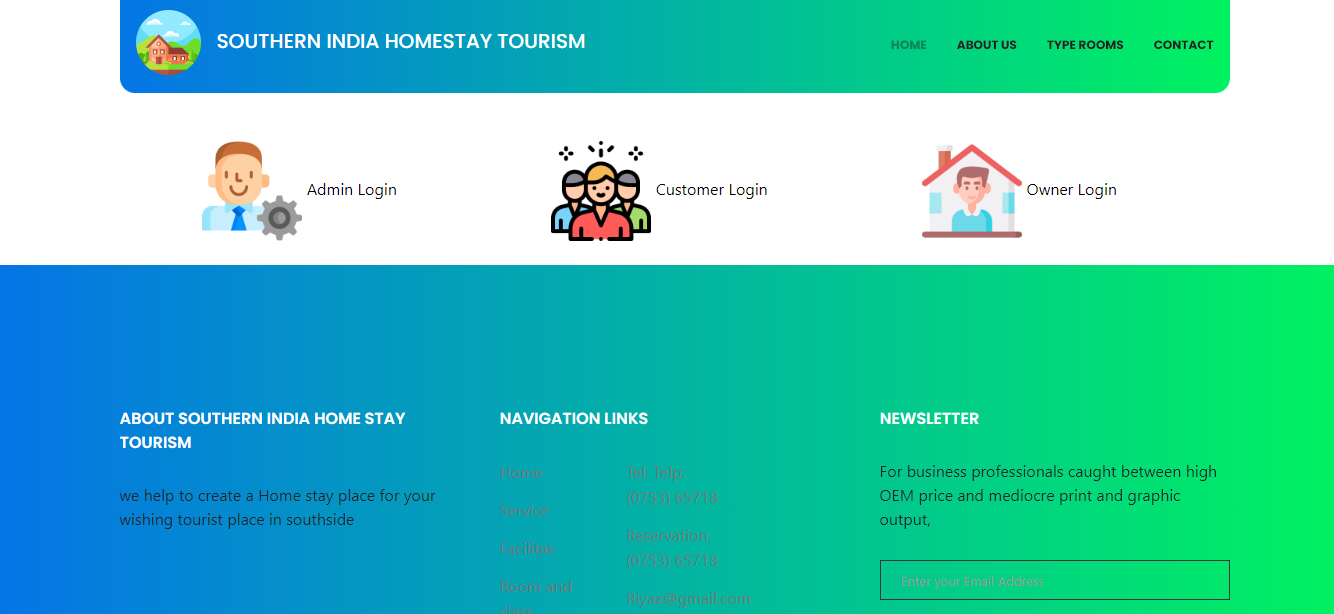 SOUTHERN INDIA HOMESTAY TOURISM
HOME ABOUT US TYPE ROOMS CONTACT
Admin Login
Customer Login
Owner Login
ABOUT SOUTHERN INDIA HOME STAY
TOURISM
we help to create a Home stay place for your
wishing tourist place in southside
NAVIGATION LINKS
Home
Service
Facilitas
Room and
class
Tel: Telp.
(0753) 65718
Reservation.
(0753) 65718
Riyaz@gmail.com
NEWSLETTER
For business professionals caught between high
OEM price and mediocre print and graphic
output,
Enter your Email Address